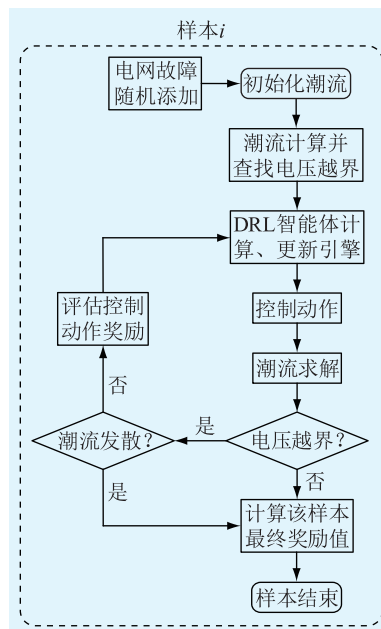 样本i
电网故障
随机添加
初始化潮流
潮流计算并
查找电压越界
DRL智能体计
算、更新引擎
评估控制
动作奖励
控制动作
潮流求解
否
潮流发散？
是
电压越界？
是
否
计算该样本
最终奖励值
样本结束